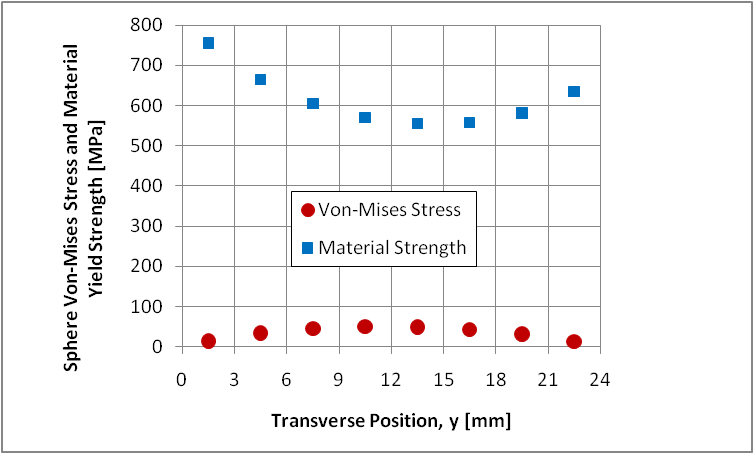 800
700
600
500
400
300
200
100
0
Sphere Von-Mises Stress and Material
Yield Strength [MPa]
Von-Mises Stress
Material Strength
0 3 6 9 12 15 18 21 24
Transverse Position, y [mm]